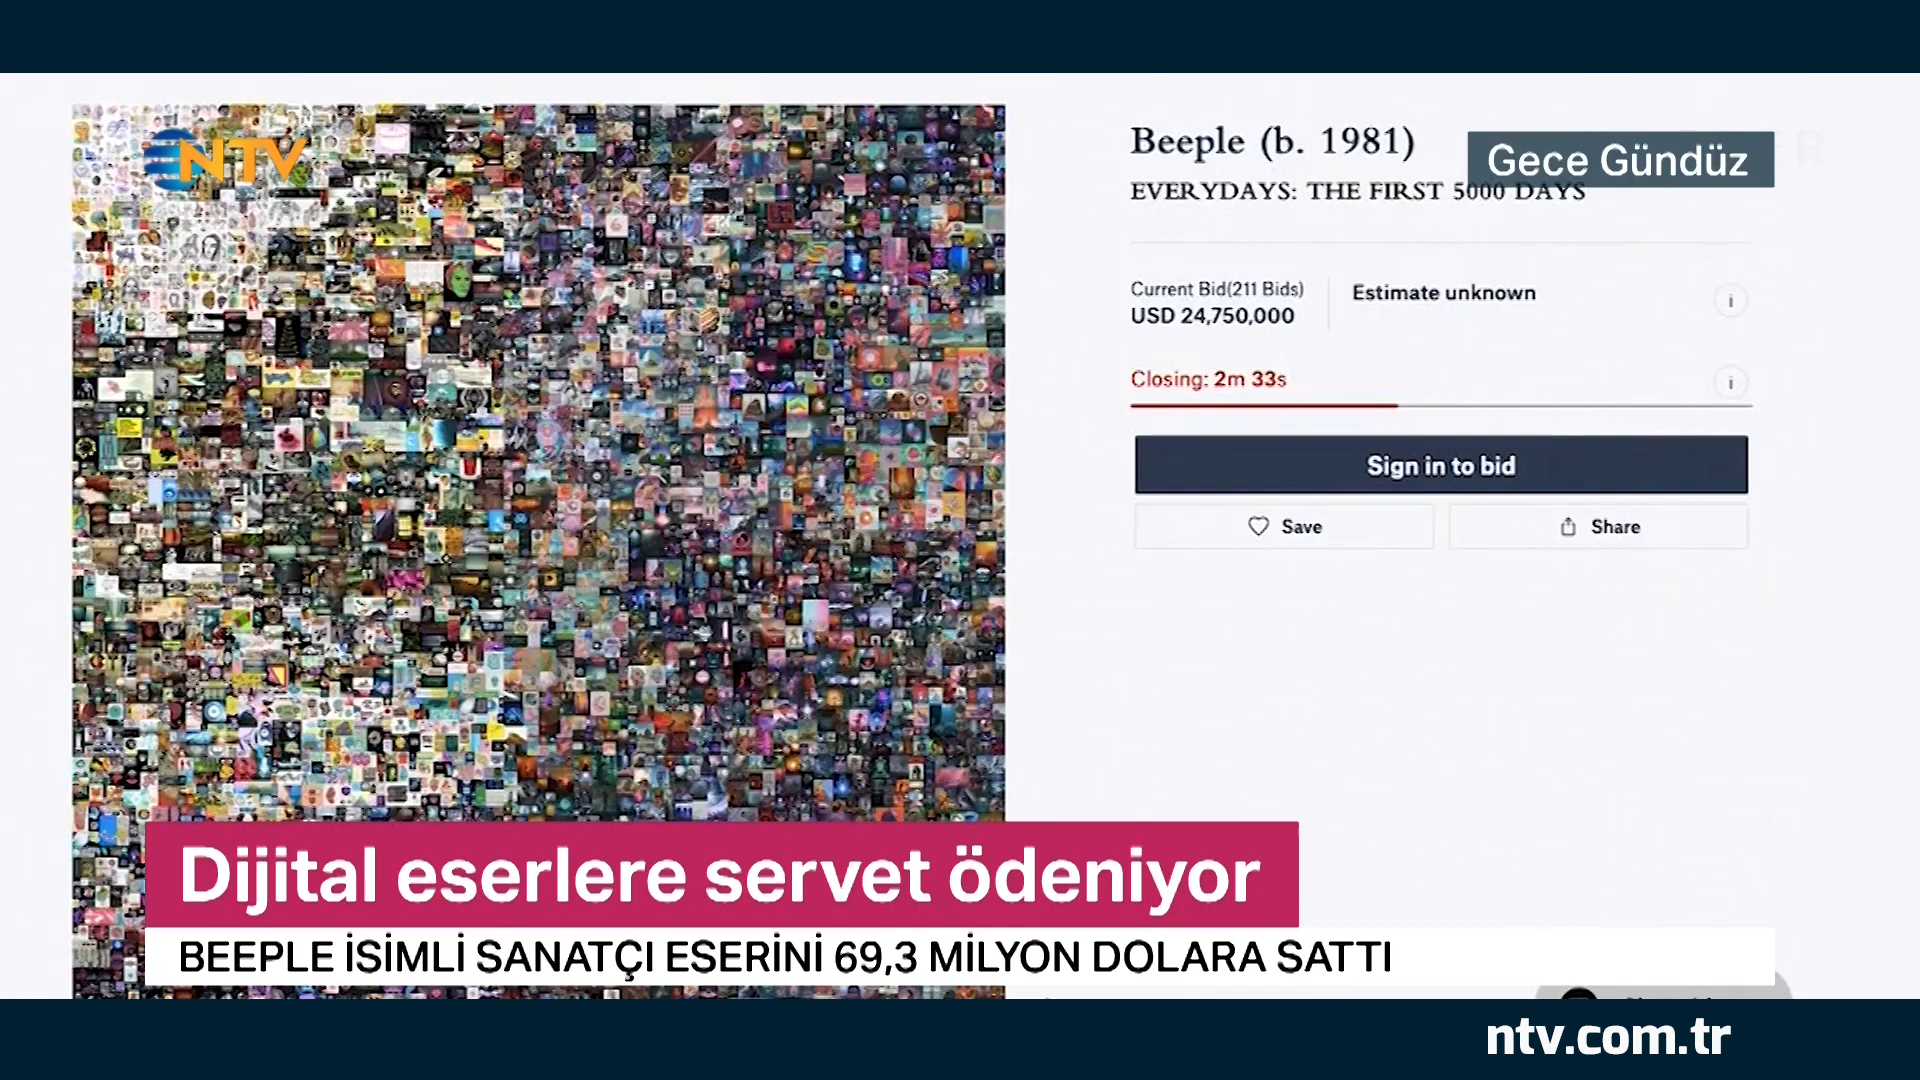 NTV
Beeple (b. 1981)
Gece Gündüz
EVERYDAYS: THE FIRST 5000 DAYS
Current Bid(211 Bids)
USD 24,750,000
Estimate unknown
i
Closing: 2m 33s
i
Sign in to bid
Save
Share
Dijital eserlere servet ödeniyor
BEEPLE İSİMLİ SANATÇI ESERİNİ 69,3 MİLYON DOLARA SATTI
ntv.com.tr